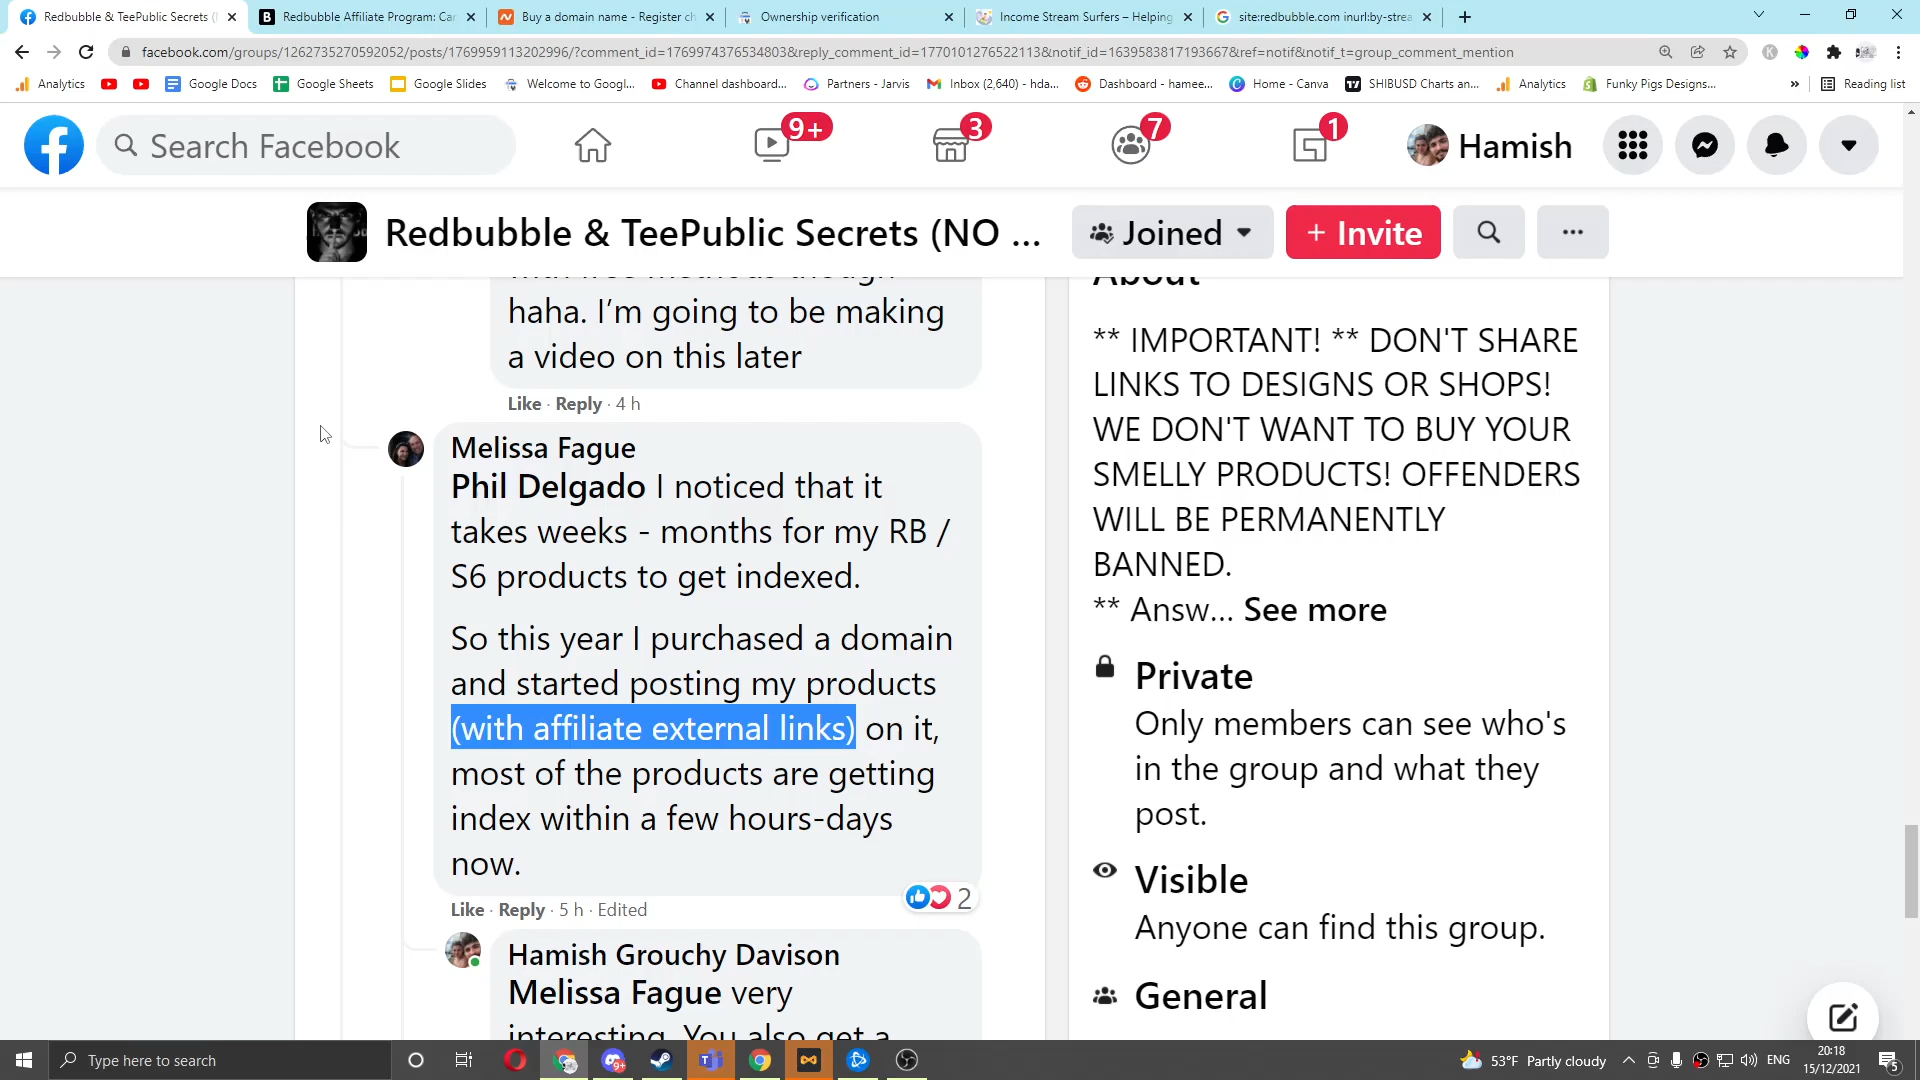 Redbubble & TeePublic Secrets (
Redbubble Affiliate Program: Car
Buy a domain name - Register ch
Ownership verification
Income Stream Surfers – Helping
site:redbubble.com inurl:by-strea
facebook.com/groups/1262735270592052/posts/1769959113202996/?comment_id=1769974376534803&reply_comment_id=1770101276522113&notif_id=1639583817193667&ref=notif&notif_t=group_comment_mention
Analytics
Google Docs
Google Sheets
Google Slides
Welcome to Googl...
Channel dashboard...
Partners - Jarvis
Inbox (2,640) - hda...
Dashboard - hamee...
Home - Canva
SHIBUSD Charts an...
Analytics
Funky Pigs Designs...
»
Reading list
Search Facebook
9+
3
7
1
Hamish
Redbubble & TeePublic Secrets (NO ...
Joined
+ Invite
haha. I'm going to be making
a video on this later
Like · Reply · 4 h
Melissa Fague
Phil Delgado I noticed that it
takes weeks - months for my RB /
S6 products to get indexed.
So this year I purchased a domain
and started posting my products
(with affiliate external links) on it,
most of the products are getting
index within a few hours-days
now.
2
Like · Reply · 5 h · Edited
Hamish Grouchy Davison
Melissa Fague very
interesting. You also get a
About
** IMPORTANT! ** DON'T SHARE
LINKS TO DESIGNS OR SHOPS!
WE DON'T WANT TO BUY YOUR
SMELLY PRODUCTS! OFFENDERS
WILL BE PERMANENTLY
BANNED.
** Answ... See more
Private
Only members can see who's
in the group and what they
post.
Visible
Anyone can find this group.
General
Type here to search
9+
53°F Partly cloudy
ENG
20:18
15/12/2021
5